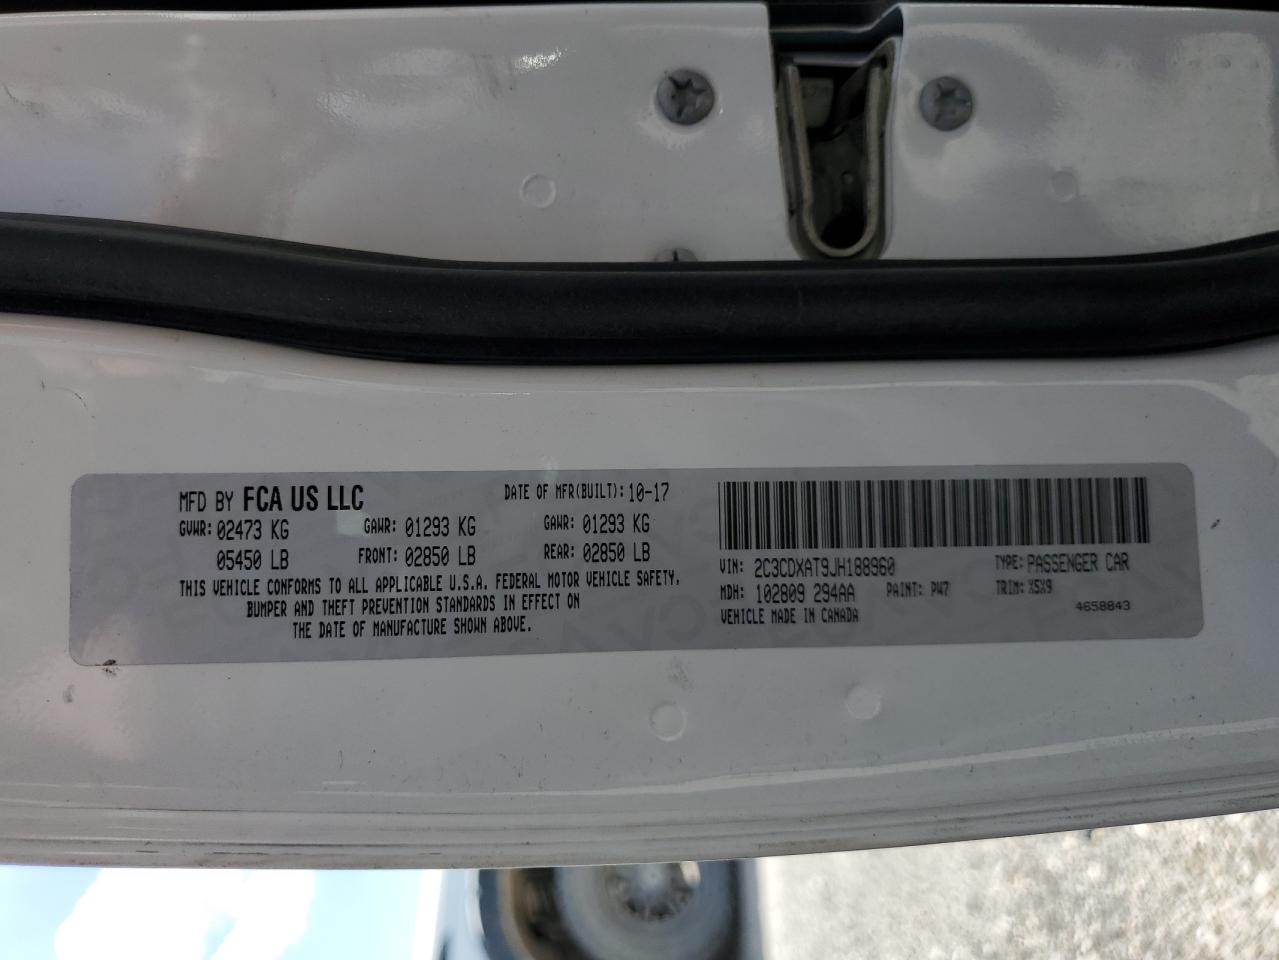 MFD BY FCA US LLC DATE OF MFR(BUILT): 10-17
GVWR: 02473 KG GAWR: 01293 KG GAWR: 01293 KG
05450 LB FRONT: 02850 LB REAR: 02850 LB
THIS VEHICLE CONFORMS TO ALL APPLICABLE U.S.A. FEDERAL MOTOR VEHICLE SAFETY,
BUMPER AND THEFT PREVENTION STANDARDS IN EFFECT ON
THE DATE OF MANUFACTURE SHOWN ABOVE.
VIN: 2C3CDXAT9JH188960 TYPE: PASSENGER CAR
MDH: 102809 294AA PAINT: PW7 TRIM: X5X9
VEHICLE MADE IN CANADA 4658843